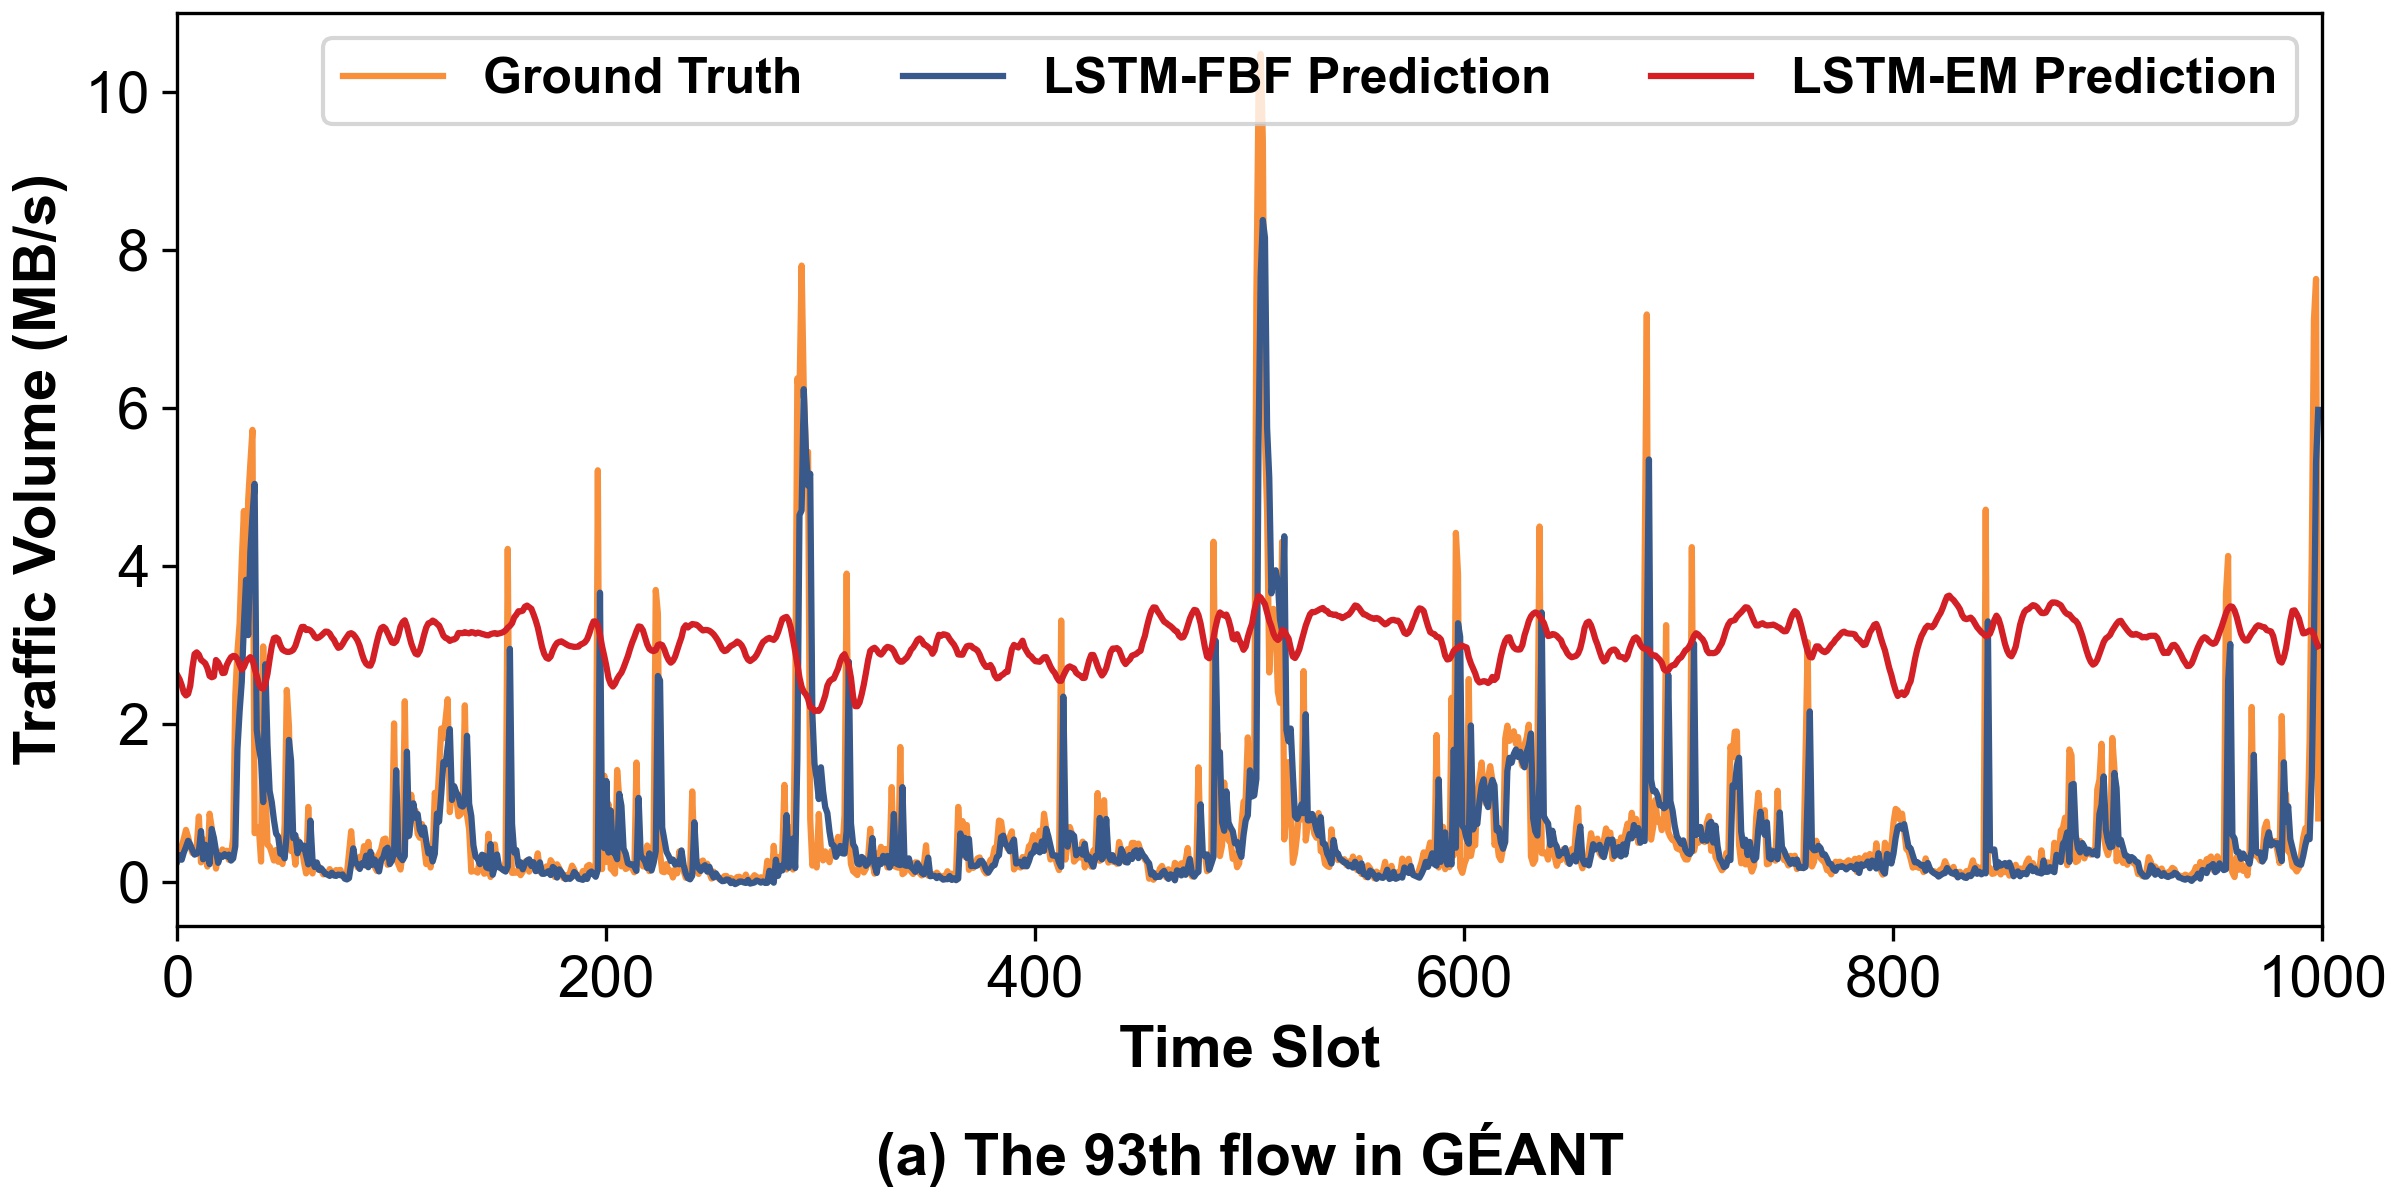 Ground Truth LSTM-FBF Prediction LSTM-EM Prediction
Traffic Volume (MB/s)
10
8
6
4
2
0
0 200 400 600 800 1000
Time Slot
(a) The 93th flow in GÉANT